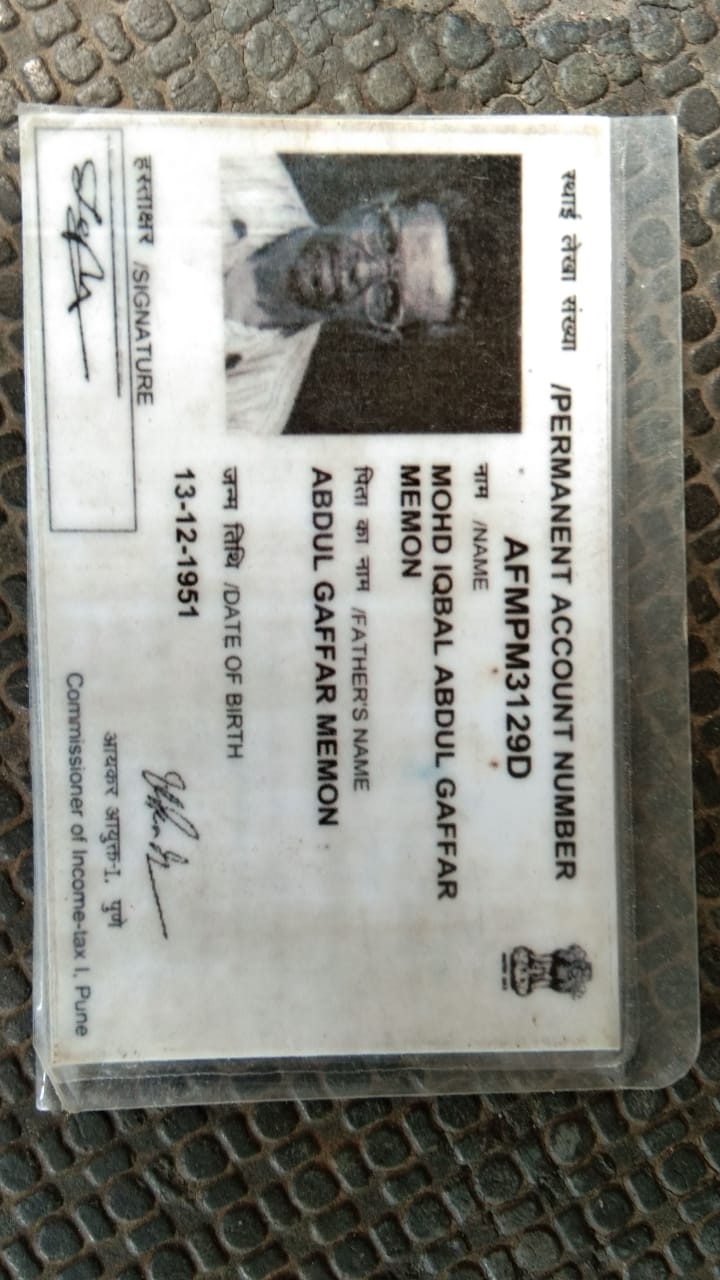 स्थाई लेखा संख्या /PERMANENT ACCOUNT NUMBER
AFMPM3129D
नाम /NAME
MOHD IQBAL ABDUL GAFFAR
MEMON
पिता का नाम /FATHER'S NAME
ABDUL GAFFAR MEMON
जन्म तिथि /DATE OF BIRTH
13-12-1951
हस्ताक्षर /SIGNATURE
आयकर आयुक्त-I, पुणे
Commissioner of Income-tax I, Pune